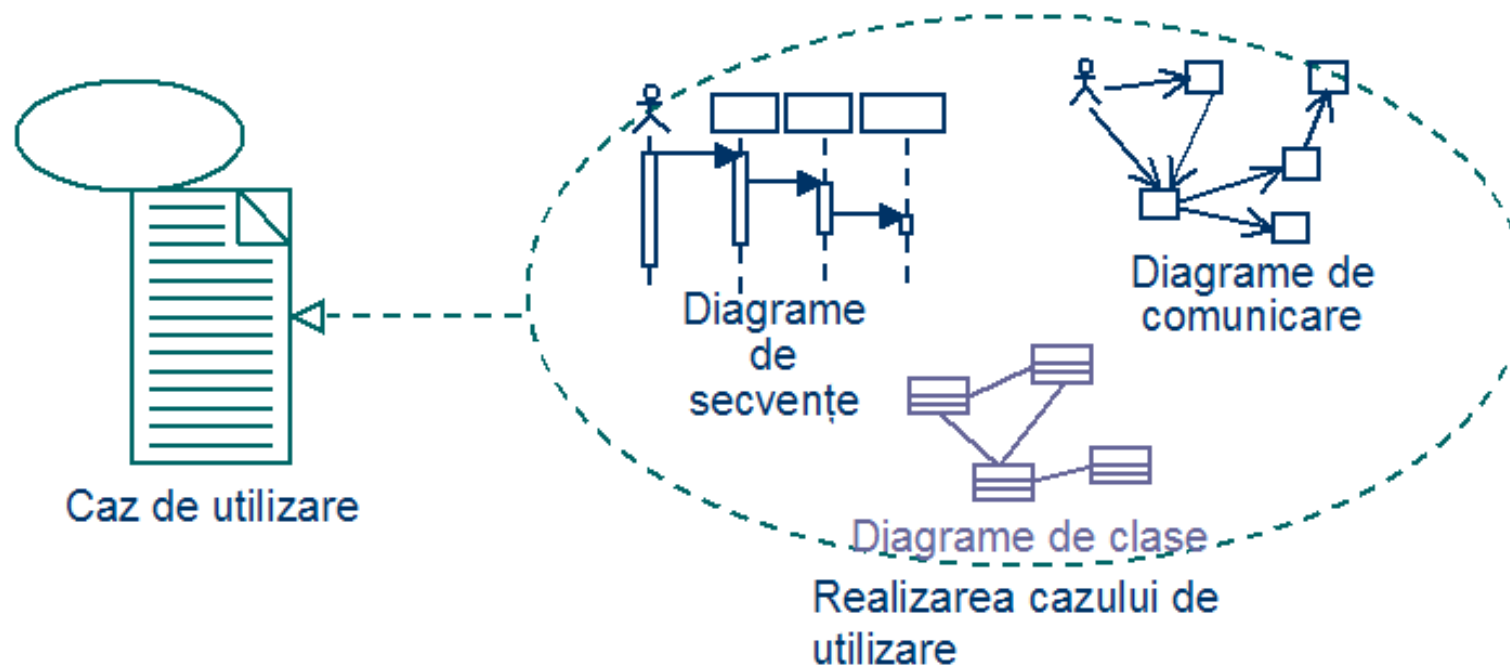 Diagrame
de
secvențe
Diagrame de
comunicare
Caz de utilizare
Diagrame de clase
Realizarea cazului de
utilizare